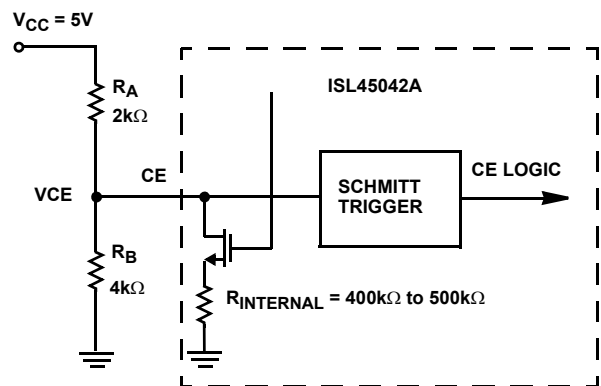 V_CC = 5V
R_A
2kΩ
ISL45042A
VCE
CE
SCHMITT
TRIGGER
CE LOGIC
R_B
4kΩ
R_INTERNAL = 400kΩ to 500kΩ